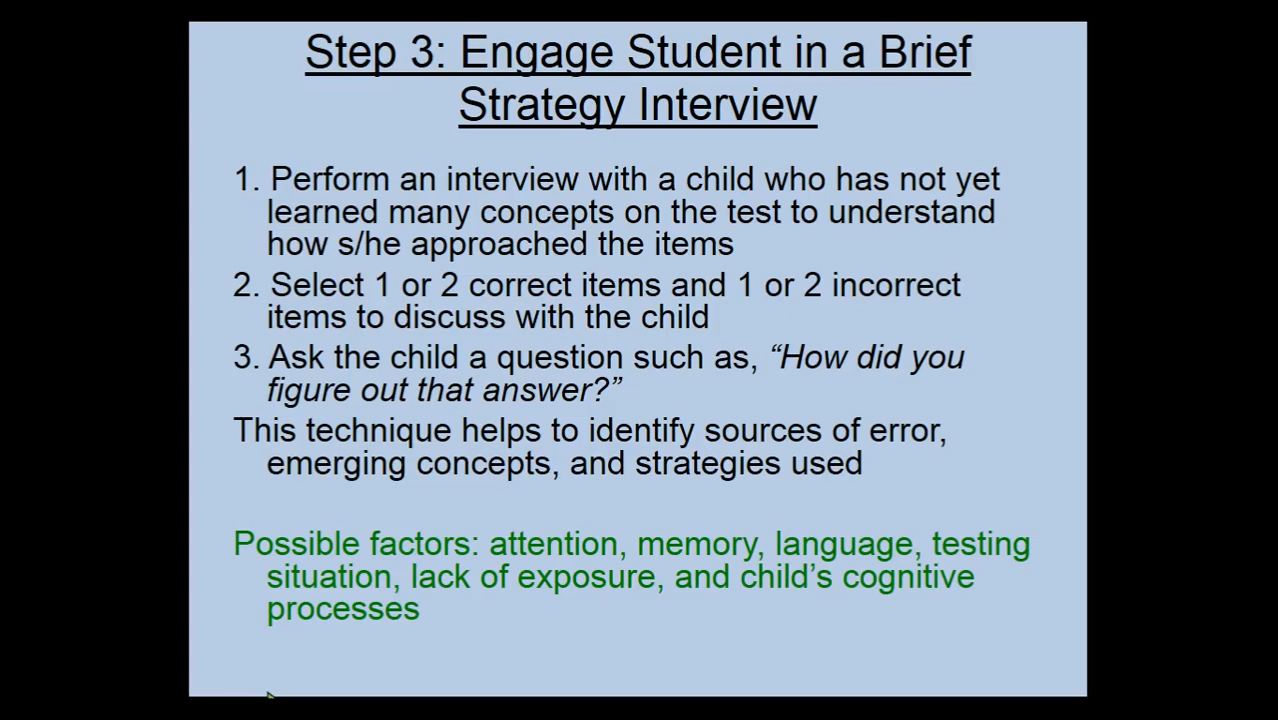 Step 3: Engage Student in a Brief
Strategy Interview
1. Perform an interview with a child who has not yet
learned many concepts on the test to understand
how s/he approached the items
2. Select 1 or 2 correct items and 1 or 2 incorrect
items to discuss with the child
3. Ask the child a question such as, “How did you
figure out that answer?”
This technique helps to identify sources of error,
emerging concepts, and strategies used
Possible factors: attention, memory, language, testing
situation, lack of exposure, and child’s cognitive
processes